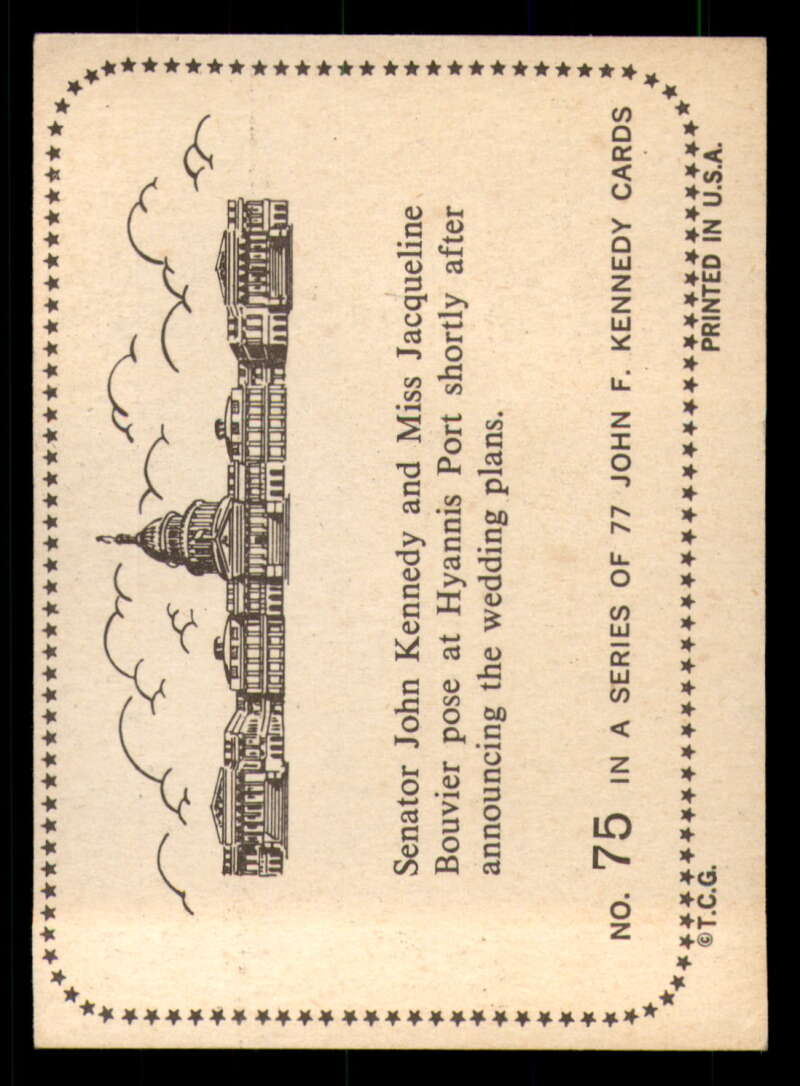 Senator John Kennedy and Miss Jacqueline
Bouvier pose at Hyannis Port shortly after
announcing the wedding plans.
NO. 75 IN A SERIES OF 77 JOHN F. KENNEDY CARDS
©T.C.G. PRINTED IN U.S.A.